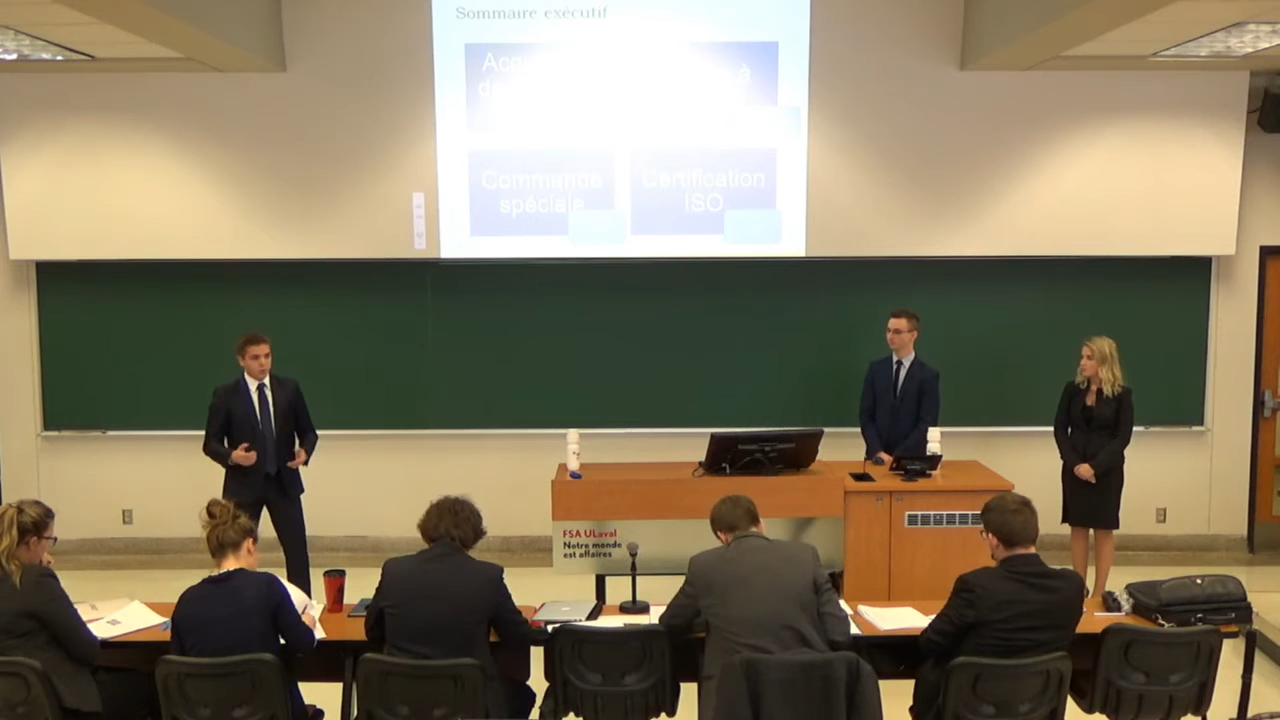 Sommaire exécutif
à
Commande
spéciale
Certification
ISO
FSA ULaval
Notre monde
est affaires